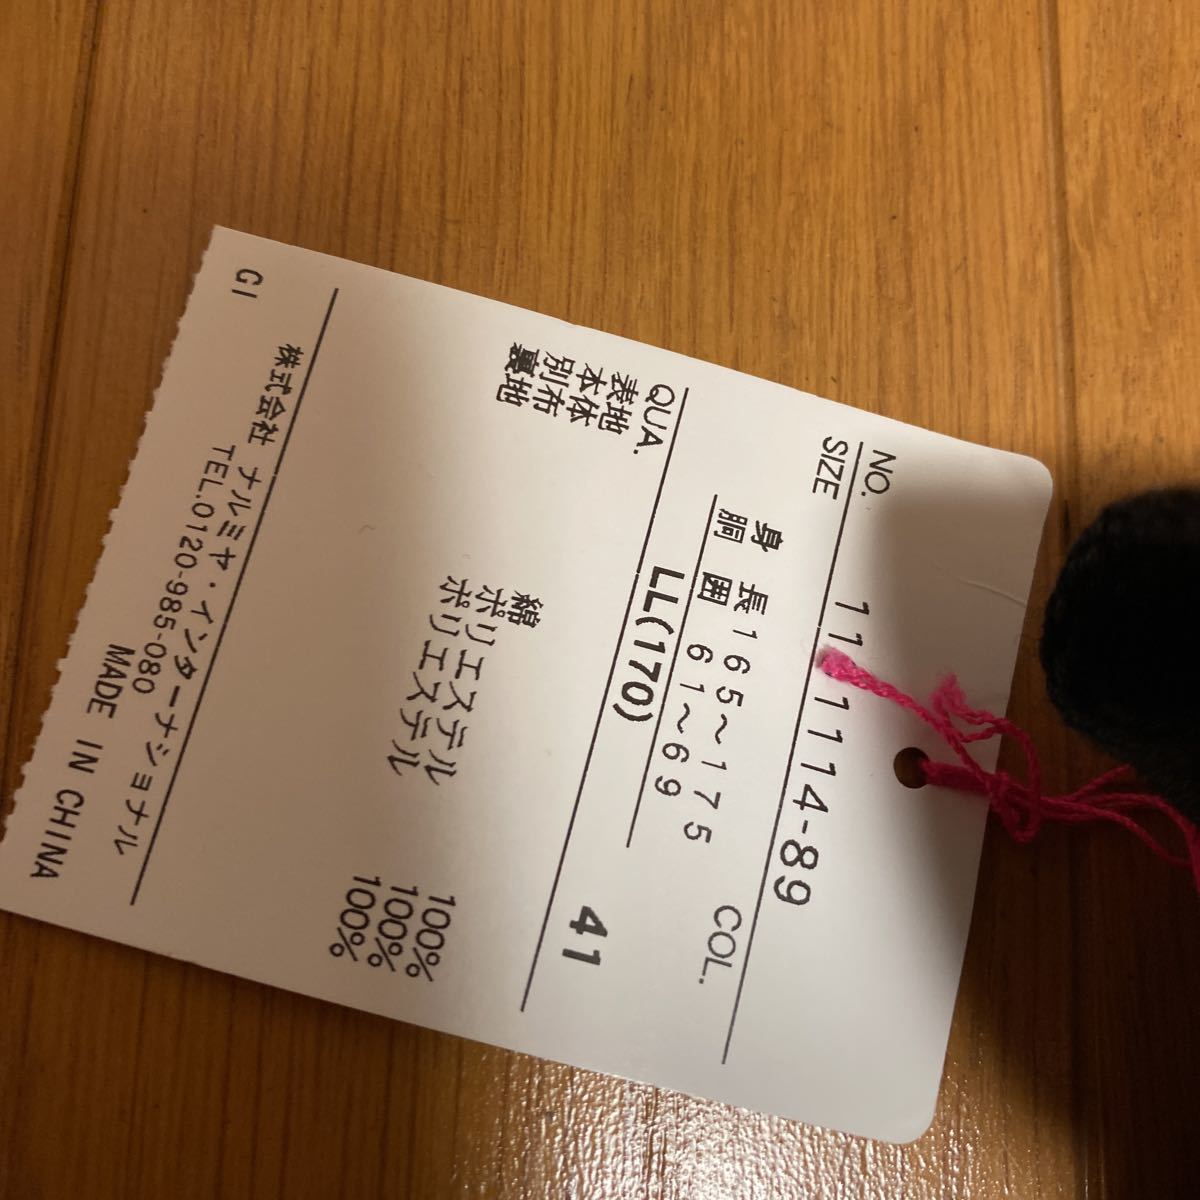 NO. 11 1114-89
SIZE COL.
身長 165~175
胴囲 61~69
LL(170) 41
QUA.
表地
本体 綿 100%
別布 ポリエステル 100%
裏地 ポリエステル 100%
株式会社 ナルミヤ・インターナショナル
TEL.0120-985-080
GI MADE IN CHINA